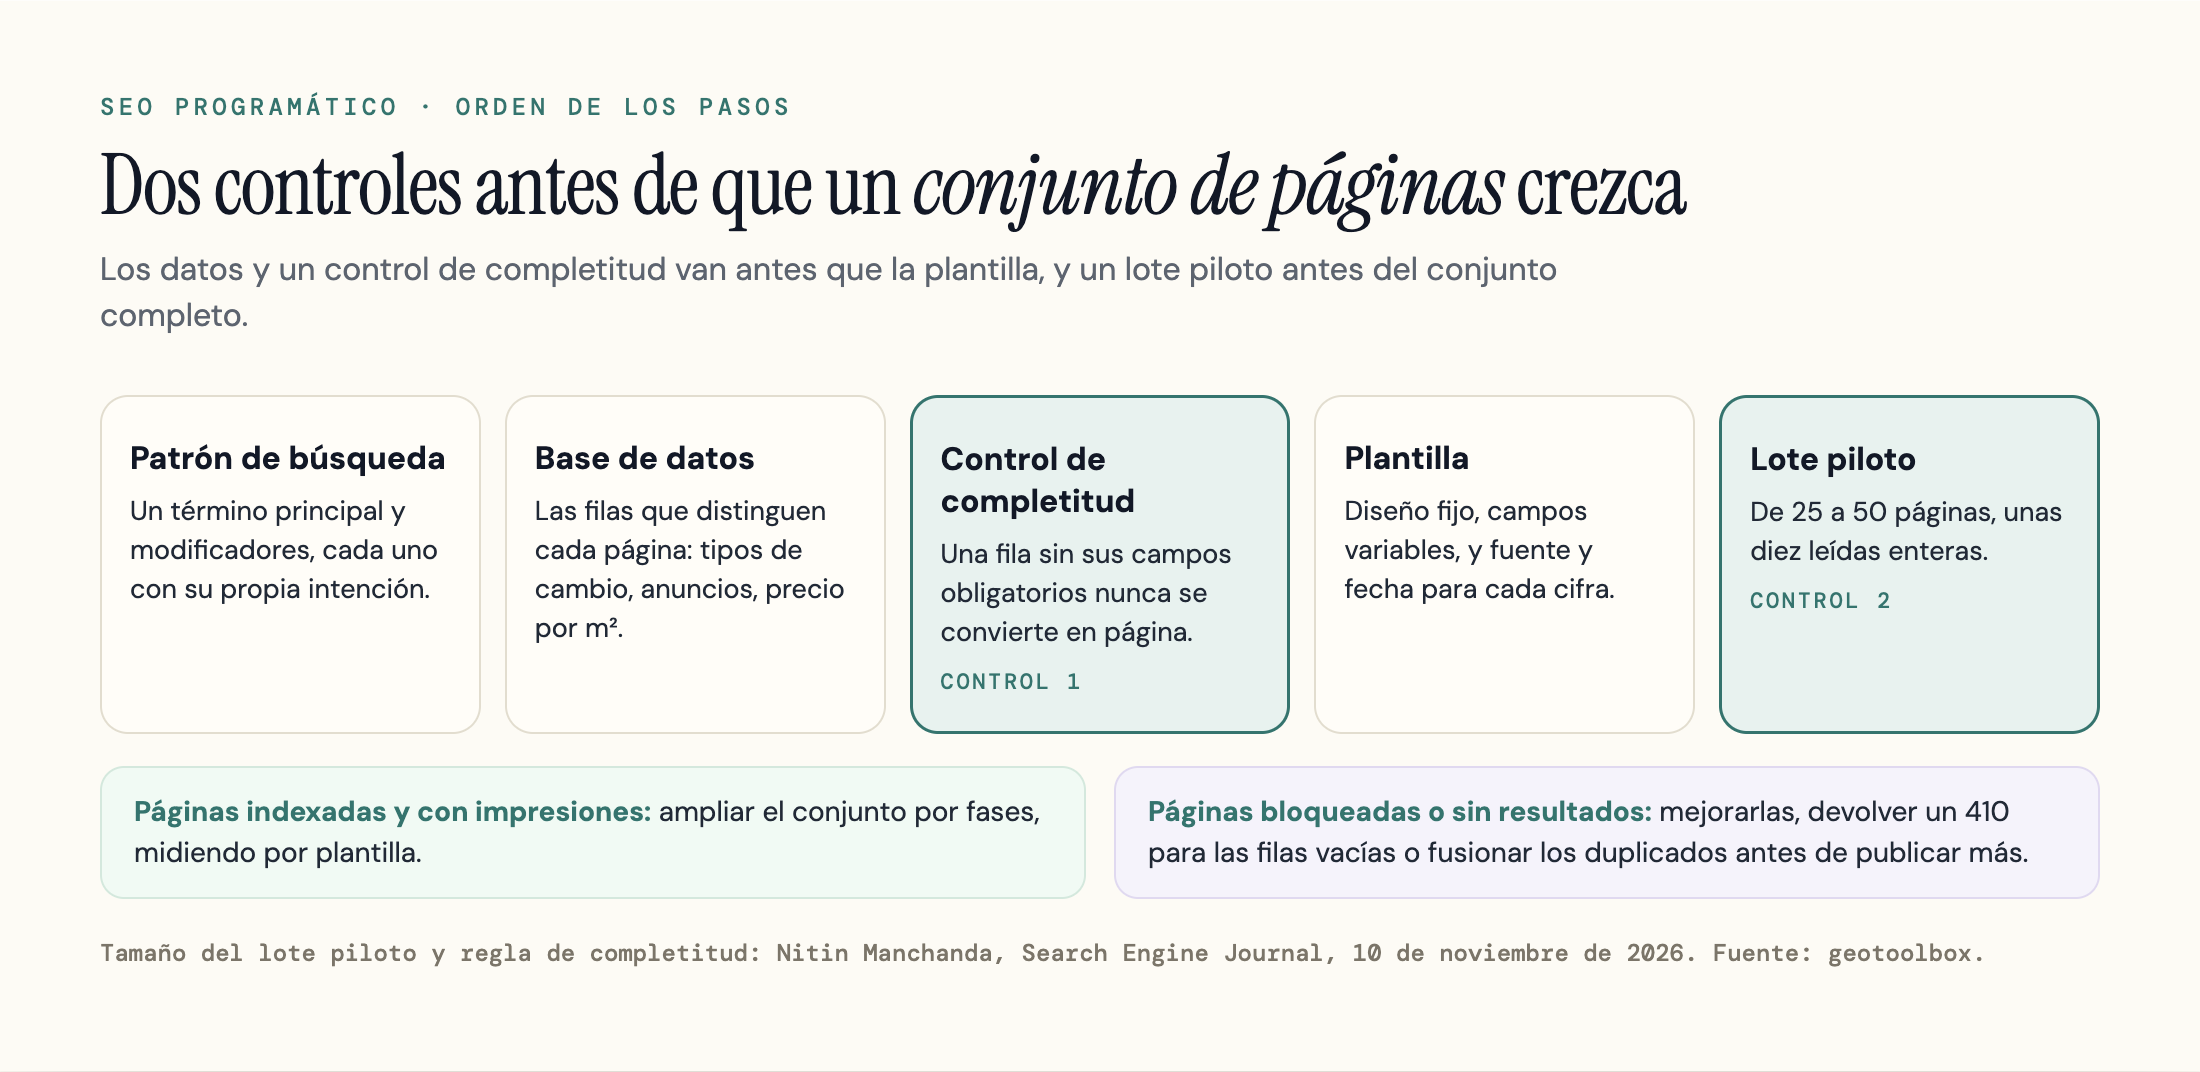 SEO PROGRAMÁTICO · ORDEN DE LOS PASOS
Dos controles antes de que un conjunto de páginas crezca
Los datos y un control de completitud van antes que la plantilla, y un lote piloto antes del conjunto
completo.
Patrón de búsqueda
Un término principal y
modificadores, cada uno
con su propia intención.
Base de datos
Las filas que distinguen
cada página: tipos de
cambio, anuncios, precio
por m².
Control de
completitud
Una fila sin sus campos
obligatorios nunca se
convierte en página.
CONTROL 1
Plantilla
Diseño fijo, campos
variables, y fuente y
fecha para cada cifra.
Lote piloto
De 25 a 50 páginas, unas
diez leídas enteras.
CONTROL 2
Páginas indexadas y con impresiones: ampliar el conjunto por fases,
midiendo por plantilla.
Páginas bloqueadas o sin resultados: mejorarlas, devolver un 410
para las filas vacías o fusionar los duplicados antes de publicar más.
Tamaño del lote piloto y regla de completitud: Nitin Manchanda, Search Engine Journal, 10 de noviembre de 2026. Fuente: geotoolbox.